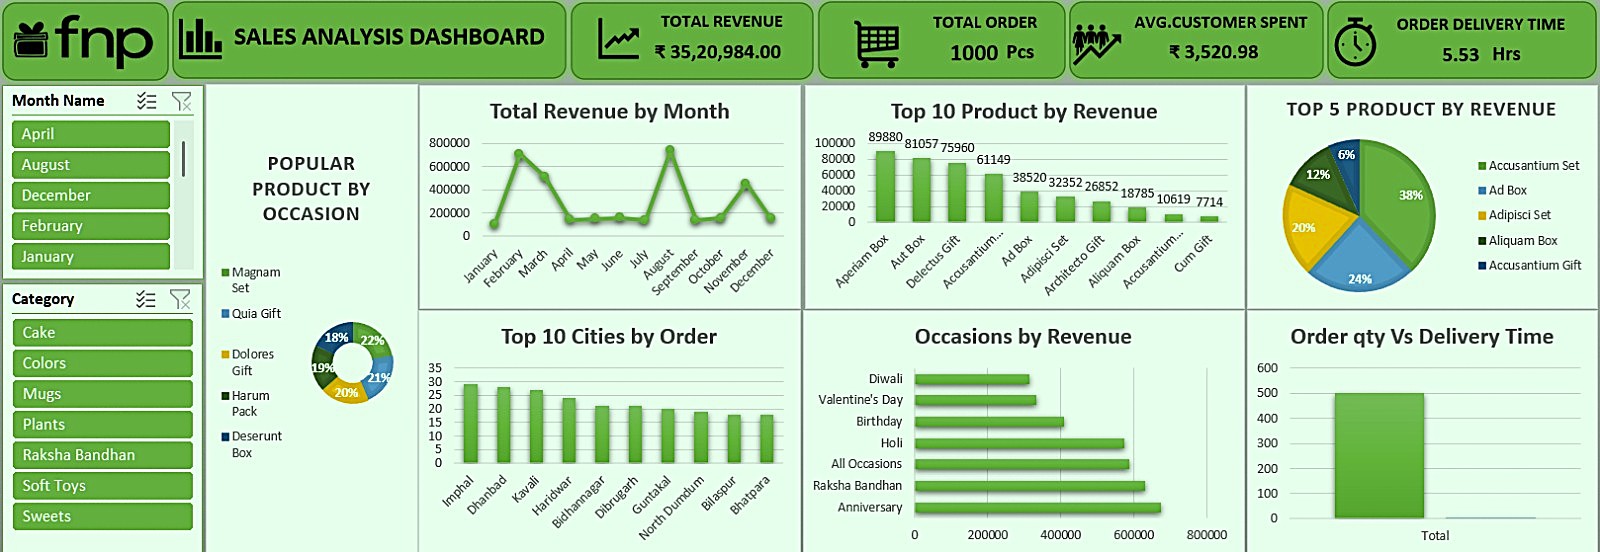 fnp
SALES ANALYSIS DASHBOARD
TOTAL REVENUE
₹ 35,20,984.00
TOTAL ORDER
1000 Pcs
AVG.CUSTOMER SPENT
₹ 3,520.98
ORDER DELIVERY TIME
5.53 Hrs
Month Name
April
August
December
February
January
Category
Cake
Colors
Mugs
Plants
Raksha Bandhan
Soft Toys
Sweets
POPULAR
PRODUCT BY
OCCASION
Magnam
Set
Quia Gift
Dolores
Gift
Harum
Pack
Deserunt
Box
18%
22%
19%
21%
20%
Total Revenue by Month
800000
600000
400000
200000
0
January
February
March
April
May
June
July
August
September
October
November
December
Top 10 Product by Revenue
100000
80000
60000
40000
20000
0
89880
81057
75960
61149
38520
32352
26852
18785
10619
7714
Aperiam Box
Aut Box
Delectus Gift
Accusantium...
Ad Box
Adipisci Set
Architecto Gift
Aliquam Box
Accusantium...
Cum Gift
TOP 5 PRODUCT BY REVENUE
6%
12%
38%
20%
24%
Accusantium Set
Ad Box
Adipisci Set
Aliquam Box
Accusantium Gift
Top 10 Cities by Order
35
30
25
20
15
10
5
0
Imphal
Dhanbad
Kavali
Haridwar
Bidhannagar
Dibrugarh
Guntakal
North Dumdum
Bilaspur
Bhatpara
Occasions by Revenue
Diwali
Valentine's Day
Birthday
Holi
All Occasions
Raksha Bandhan
Anniversary
0
200000
400000
600000
800000
Order qty Vs Delivery Time
600
500
400
300
200
100
0
Total